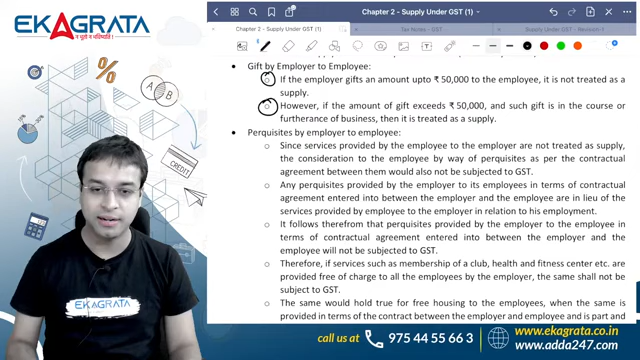 EKAGRATA
Chapter 2 - Supply Under GST (1)
Chapter 2 - Supply Under GST (1)
Tax Notes - GST
Supply Under GST - Revision-1
• Gift by Employer to Employee:
○ If the employer gifts an amount upto ₹ 50,000 to the employee, it is not treated as a
supply.
○ However, if the amount of gift exceeds ₹ 50,000, and such gift is in the course or
furtherance of business, then it is treated as a supply.
• Perquisites by employer to employee:
○ Since services provided by the employee to the employer are not treated as supply,
the consideration to the employee by way of perquisites as per the contractual
agreement between them would also not be subjected to GST.
○ Any perquisites provided by the employer to its employees in terms of contractual
agreement entered into between the employer and the employee are in lieu of the
services provided by employee to the employer in relation to his employment.
○ It follows therefrom that perquisites provided by the employer to the employee in
terms of contractual agreement entered into between the employer and the
employee will not be subjected to GST.
○ Therefore, if services such as membership of a club, health and fitness center etc. are
provided free of charge to all the employees by the employer, the same shall not be
subject to GST.
○ The same would hold true for free housing to the employees, when the same is
provided in terms of the contract between the employer and employee and is part and
A
B
%
CREDIT
EKAGRATA
call us at
975 44 55 66 3
www.ekagrata.co.in
www.adda247.com